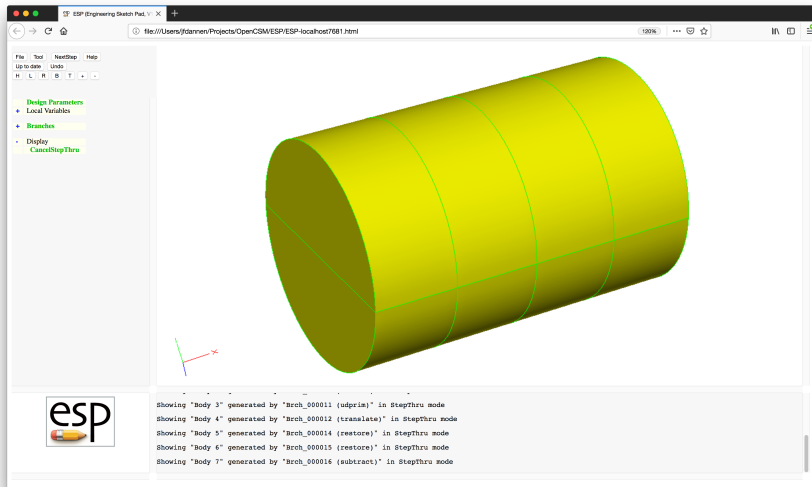 ESP (Engineering Sketch Pad, V
file:///Users/jfdannen/Projects/OpenCSM/ESP/ESP-localhost7681.html
120%
File Tool NextStep Help
Up to date Undo
H L R B T + -
Design Parameters
+ Local Variables
+ Branches
- Display
CancelStepThru
X
esp
Showing "Body 3" generated by "Brch_000011 (udprim)" in StepThru mode
Showing "Body 4" generated by "Brch_000012 (translate)" in StepThru mode
Showing "Body 5" generated by "Brch_000014 (restore)" in StepThru mode
Showing "Body 6" generated by "Brch_000015 (restore)" in StepThru mode
Showing "Body 7" generated by "Brch_000016 (subtract)" in StepThru mode